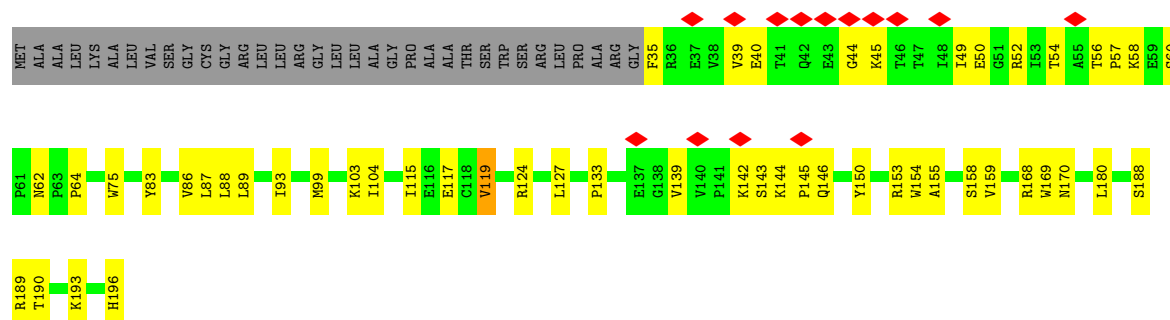 MET ALA ALA LEU LYS ALA LEU VAL SER GLY CYS GLY ARG LEU LEU ARG GLY LEU LEU ALA GLY PRO ALA ALA THR SER TRP SER ARG LEU PRO ALA ARG GLY F35 R36 E37 V38 V39 E40 T41 Q42 E43 G44 K45 T46 T47 I48 I49 E50 G51 R52 I53 T54 A55 T56 P57 K58 E59
P61 N62 P63 P64 W75 Y83 V86 L87 L88 L89 I93 M99 K103 I104 I115 E116 E117 C118 V119 R124 L127 P133 E137 G138 V139 V140 P141 K142 S143 K144 P145 Q146 Y150 R153 W154 A155 S158 V159 R168 W169 N170 L180 S188
R189 T190 K193 H196